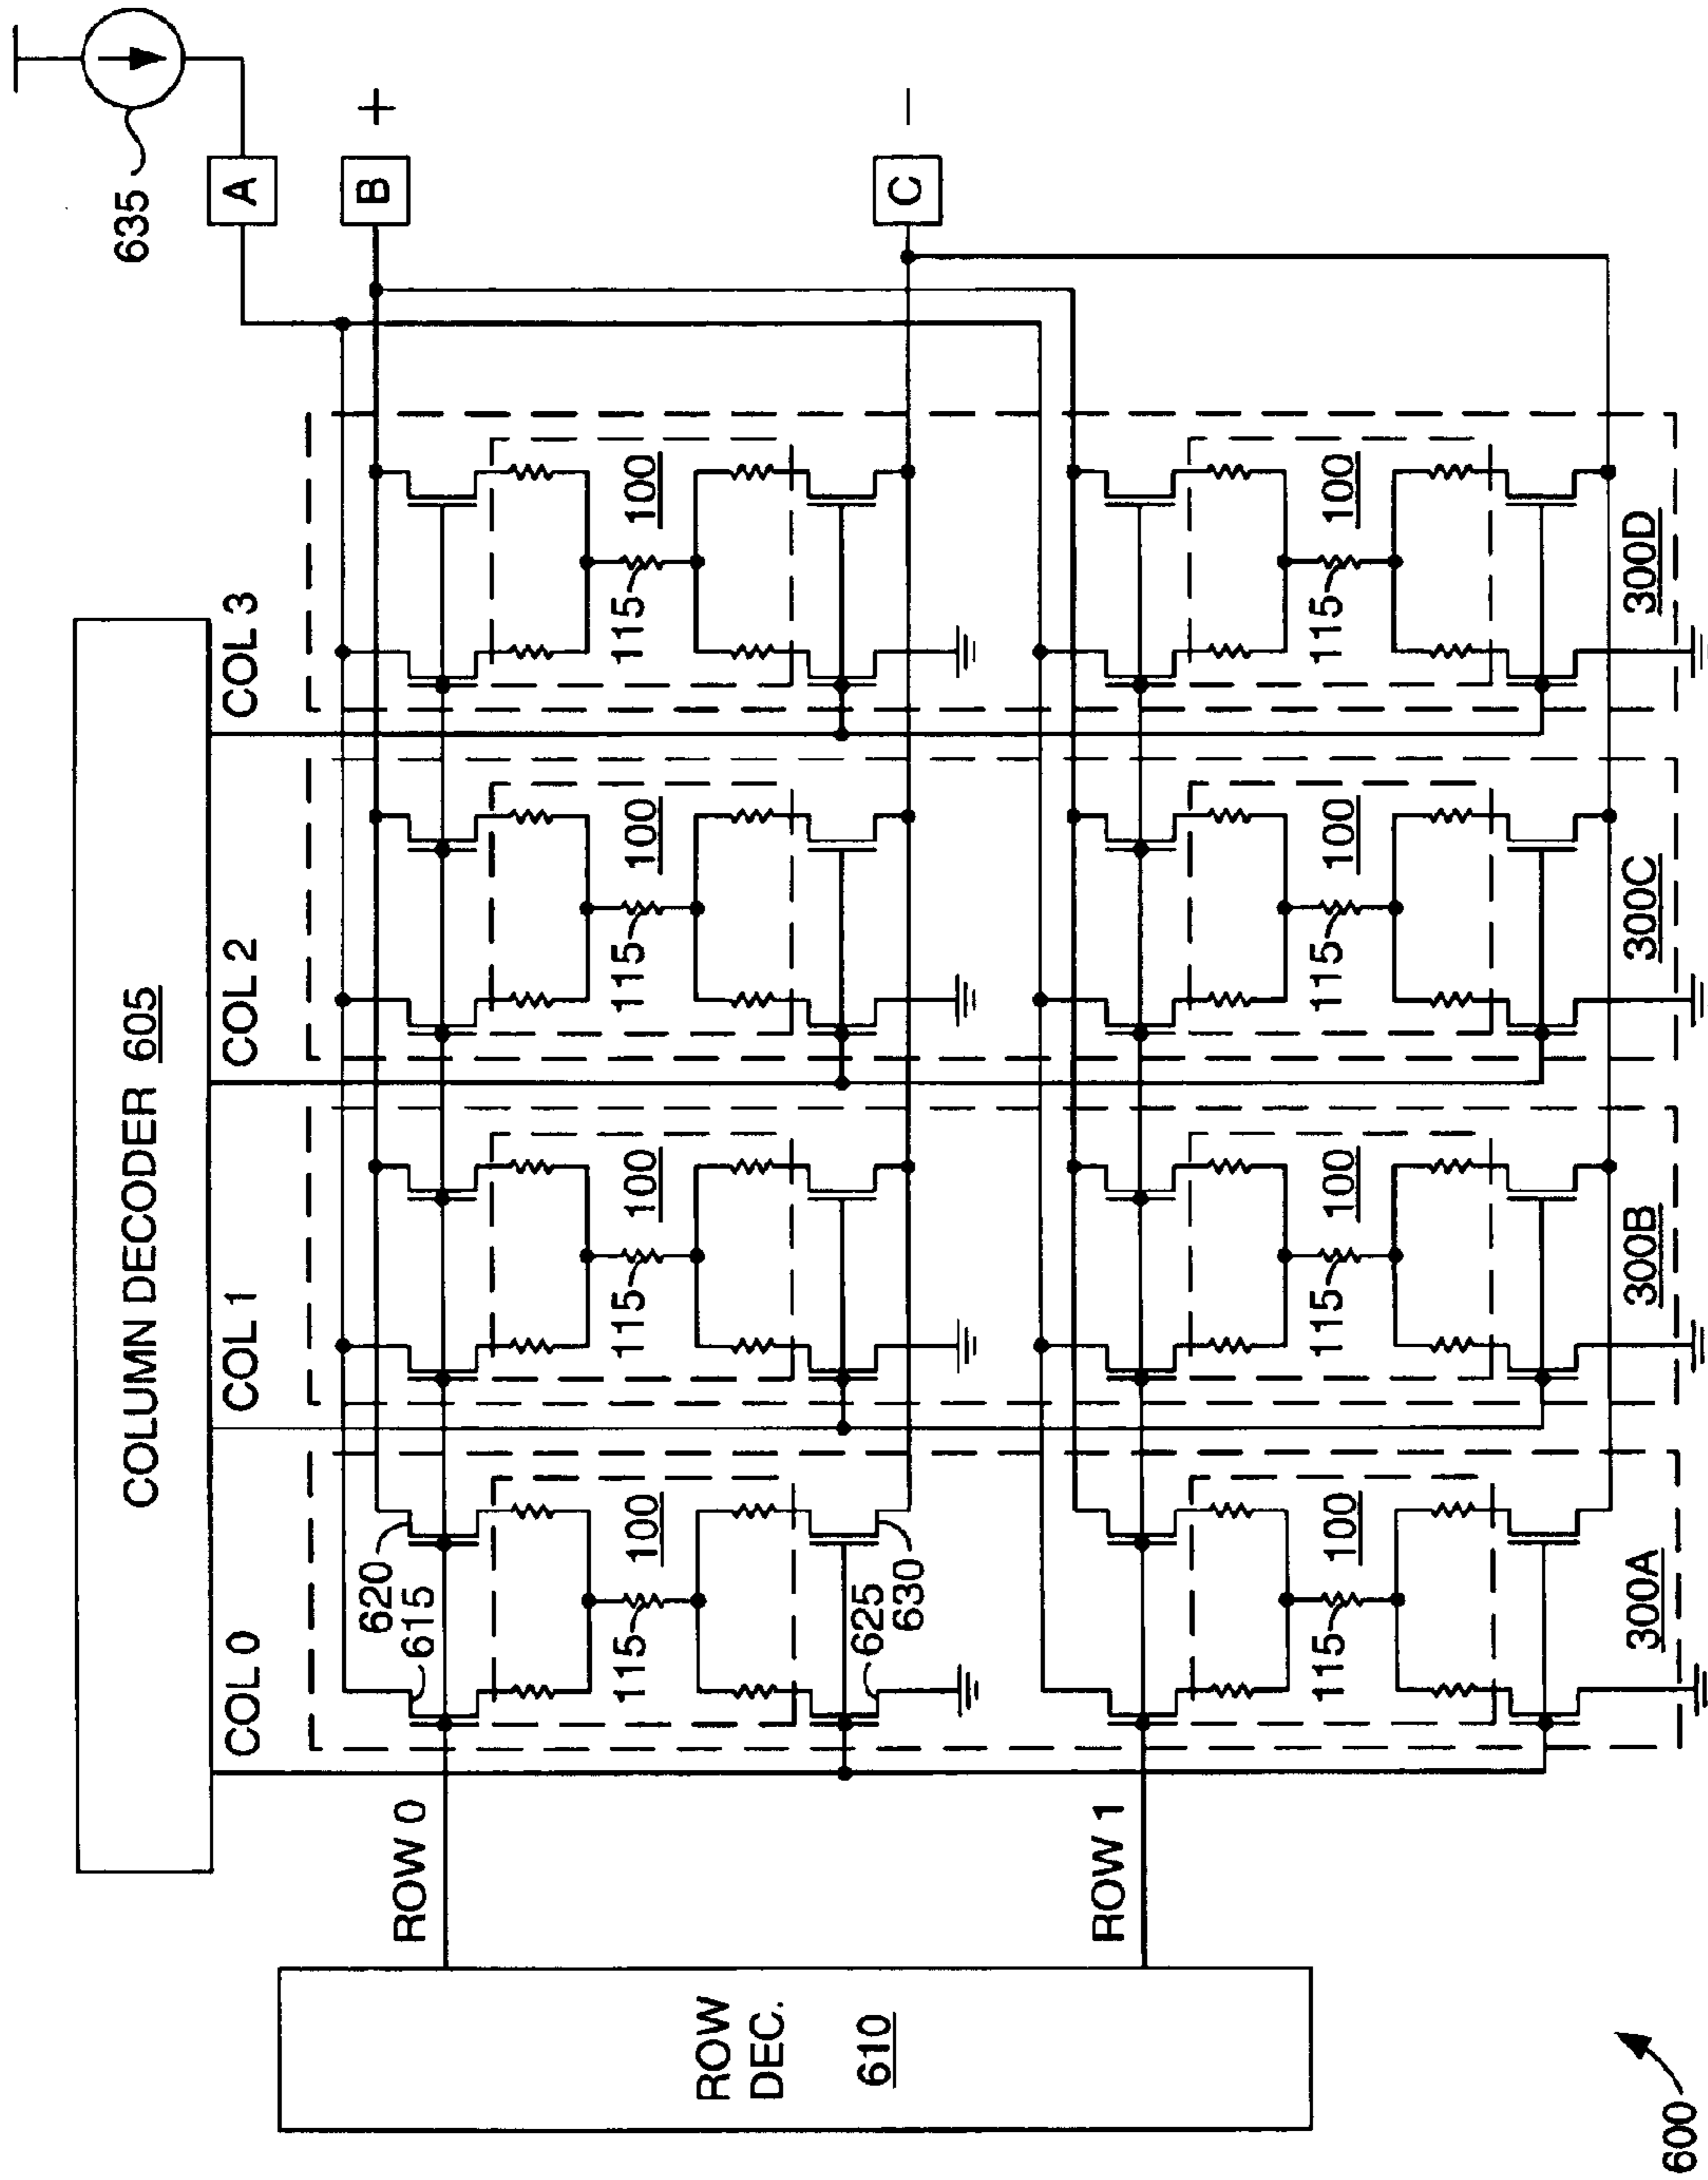 COLUMN DECODER 605
635
A
B
+
C
−
COL 0
COL 1
COL 2
COL 3
ROW 0
620
615
100
100
100
100
115
115
115
115
625
630
ROW
DEC.
610
ROW 1
100
100
100
100
115
115
115
115
300A
300B
300C
300D
600